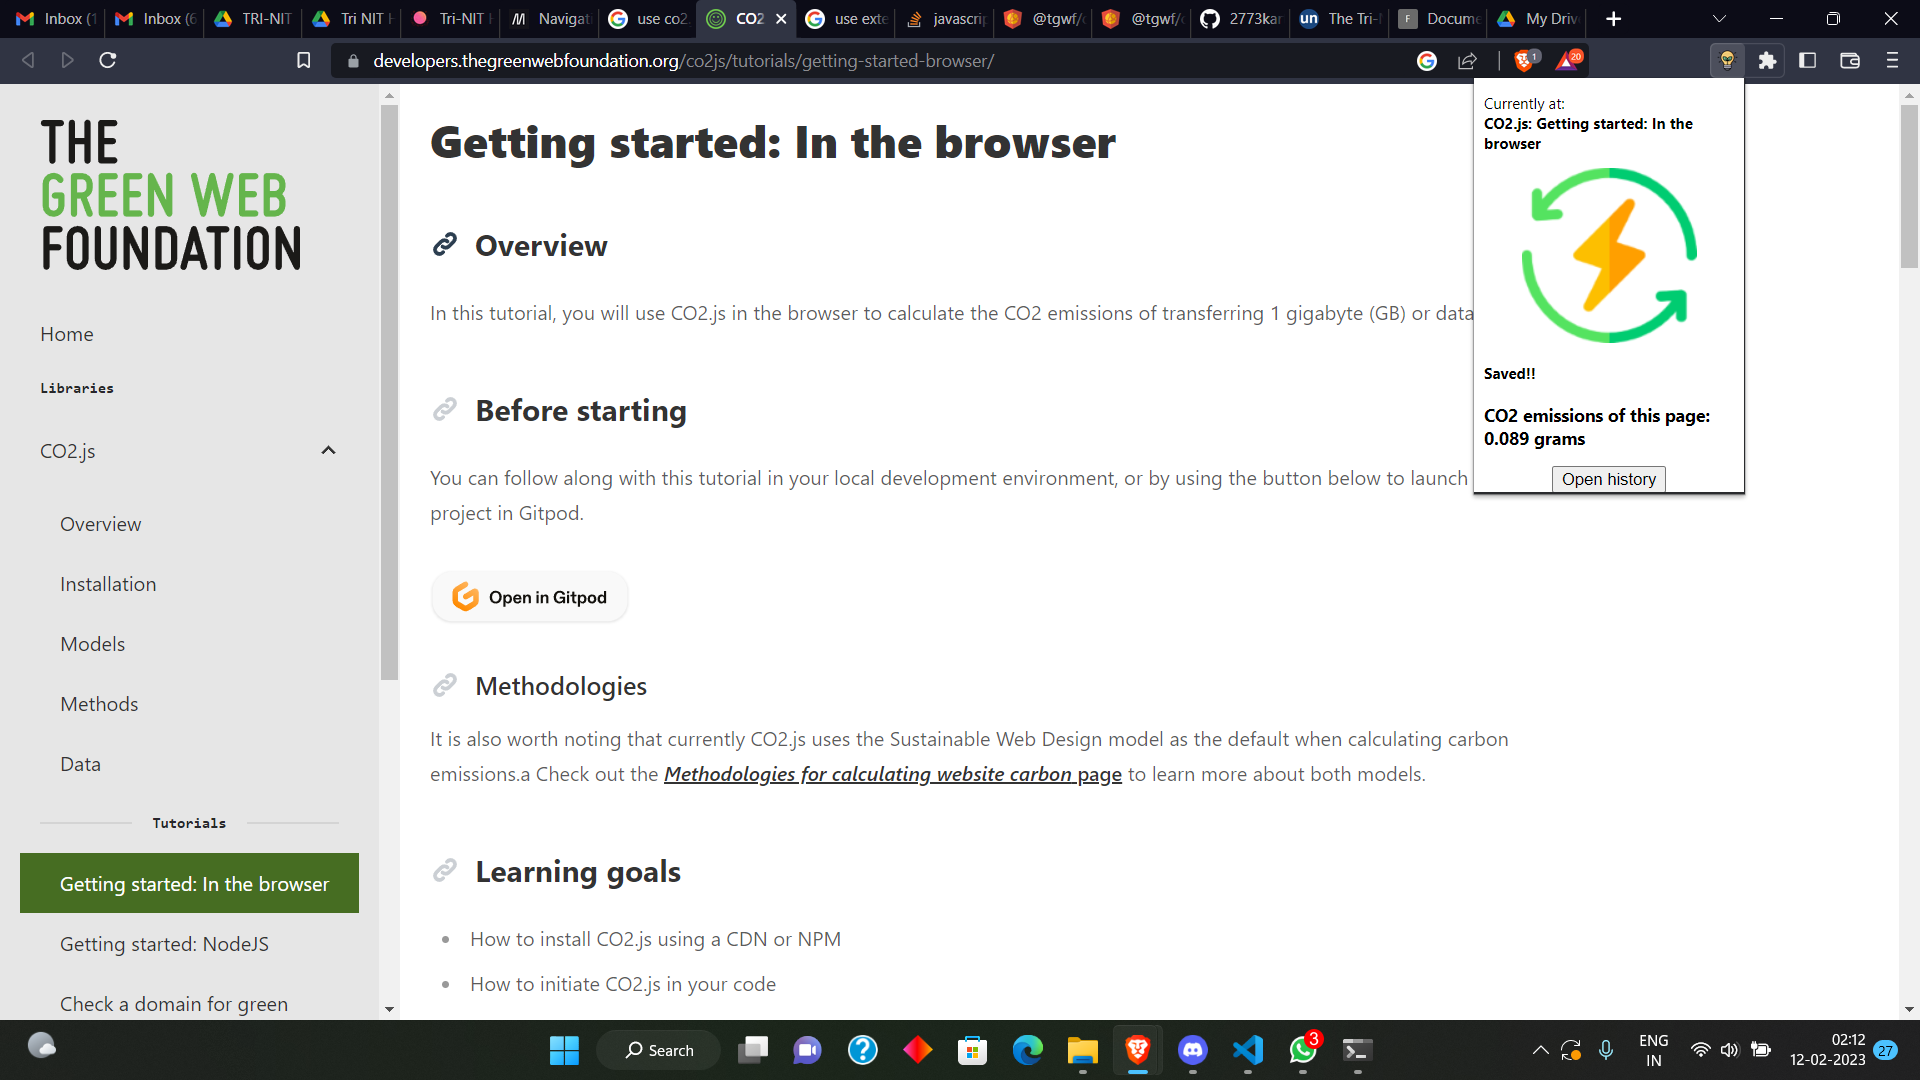 Inbox (1
Inbox (6
TRI-NIT
Tri NIT H
Tri-NIT H
Navigat
use co2.
CO2
use exte
javascrip
@tgwf/c
@tgwf/c
2773kar
The Tri-N
Docume
My Driv
developers.thegreenwebfoundation.org/co2js/tutorials/getting-started-browser/
1
20
THE
GREEN WEB
FOUNDATION
Home
Libraries
CO2.js
Overview
Installation
Models
Methods
Data
Tutorials
Getting started: In the browser
Getting started: NodeJS
Check a domain for green
Getting started: In the browser
Overview
In this tutorial, you will use CO2.js in the browser to calculate the CO2 emissions of transferring 1 gigabyte (GB) or data
Before starting
You can follow along with this tutorial in your local development environment, or by using the button below to launch
project in Gitpod.
Open in Gitpod
Methodologies
It is also worth noting that currently CO2.js uses the Sustainable Web Design model as the default when calculating carbon
emissions.a Check out the Methodologies for calculating website carbon page to learn more about both models.
Learning goals
• How to install CO2.js using a CDN or NPM
• How to initiate CO2.js in your code
Currently at:
CO2.js: Getting started: In the
browser
Saved!!
CO2 emissions of this page:
0.089 grams
Open history
Search
3
ENG
IN
02:12
12-02-2023
27